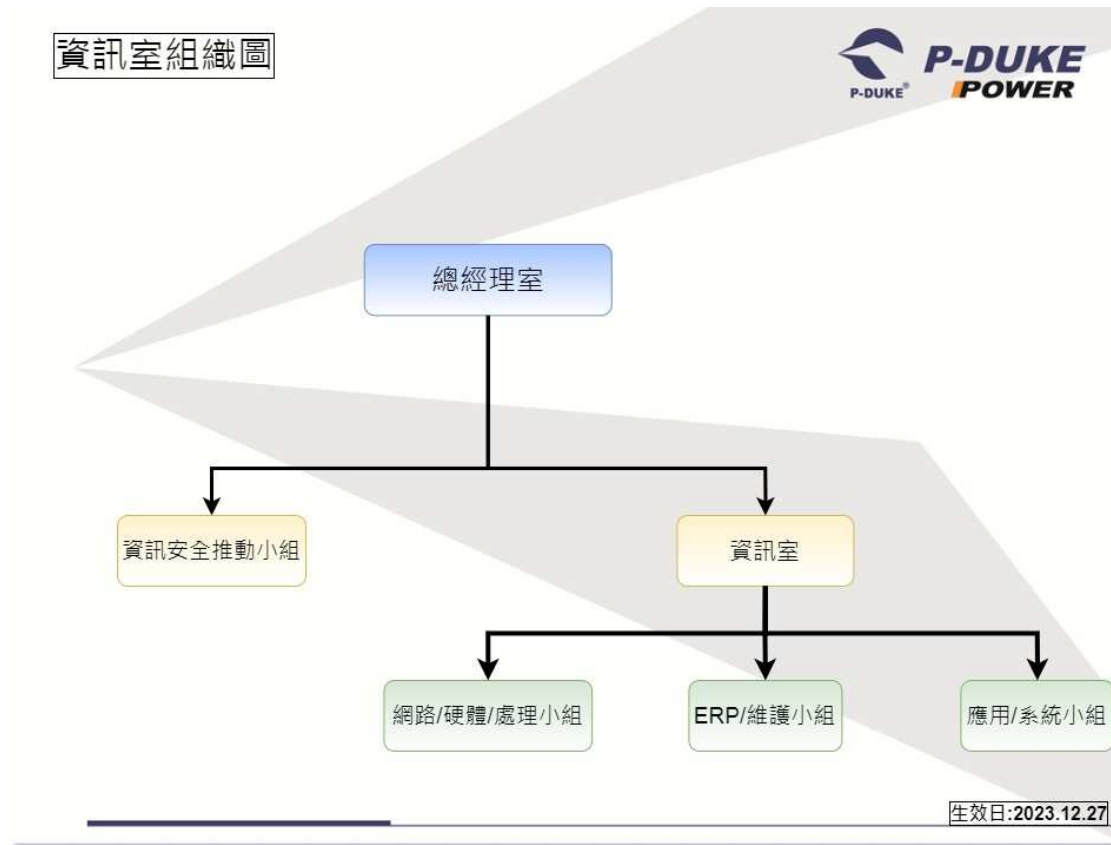 資訊室組織圖
P-DUKE®
P-DUKE
POWER
總經理室
資訊安全推動小組
資訊室
網路/硬體/處理小組
ERP/維護小組
應用/系統小組
生效日:2023.12.27